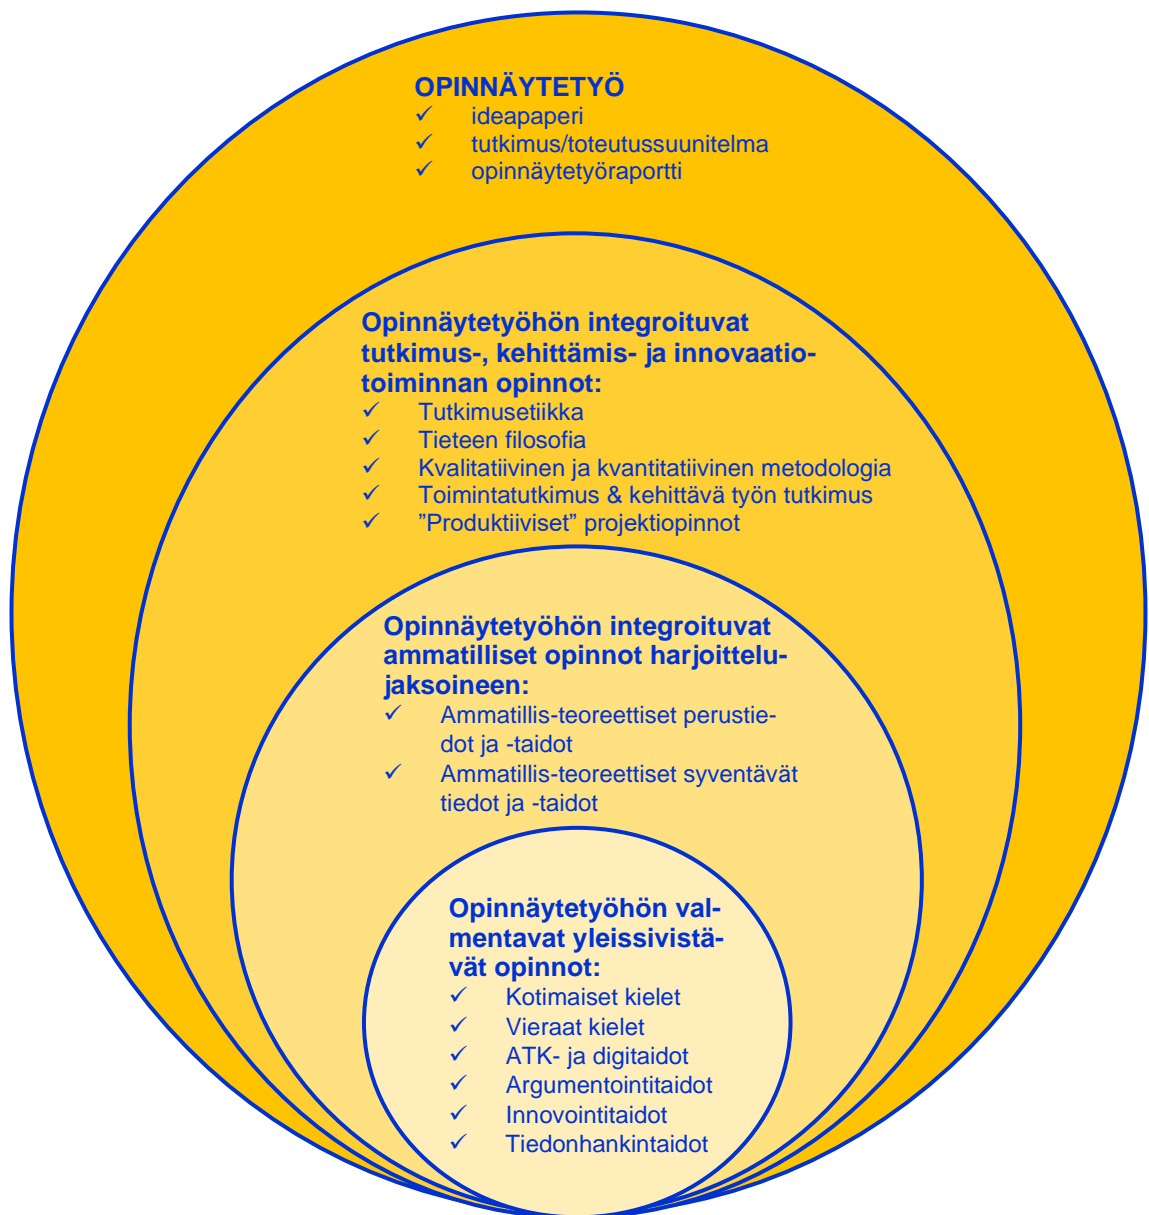 OPINNÄYTETYÖ
✓ ideapaperi
✓ tutkimus/toteutussuunitelma
✓ opinnäytetyöraportti
Opinnäytetyöhön integroituvat
tutkimus-, kehittämis- ja innovaatio-
toiminnan opinnot:
✓ Tutkimusetiikka
✓ Tieteen filosofia
✓ Kvalitatiivinen ja kvantitatiivinen metodologia
✓ Toimintatutkimus & kehittävä työn tutkimus
✓ ”Produktiiviset” projektiopinnot
Opinnäytetyöhön integroituvat
ammatilliset opinnot harjoittelu-
jaksoineen:
✓ Ammatillis-teoreettiset perustie-
dot ja -taidot
✓ Ammatillis-teoreettiset syventävät
tiedot ja -taidot
Opinnäytetyöhön val-
mentavat yleissivistä-
vät opinnot:
✓ Kotimaiset kielet
✓ Vieraat kielet
✓ ATK- ja digitaidot
✓ Argumentointitaidot
✓ Innovointitaidot
✓ Tiedonhankintaidot